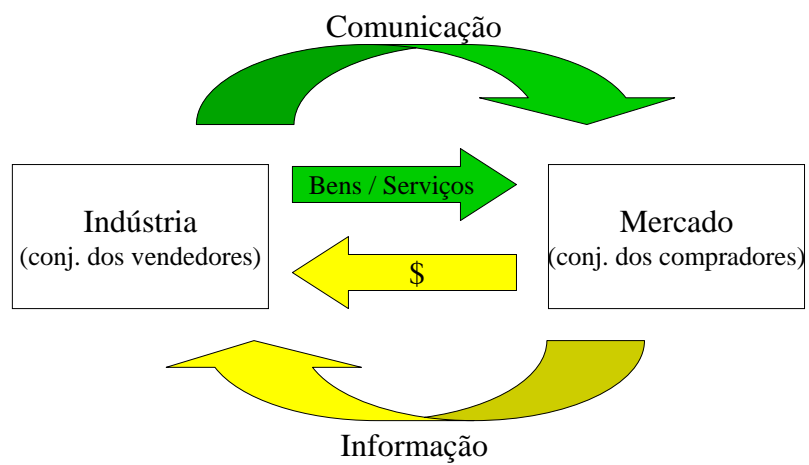 Comunicação
Bens / Serviços
Indústria
(conj. dos vendedores)
Mercado
(conj. dos compradores)
$
Informação